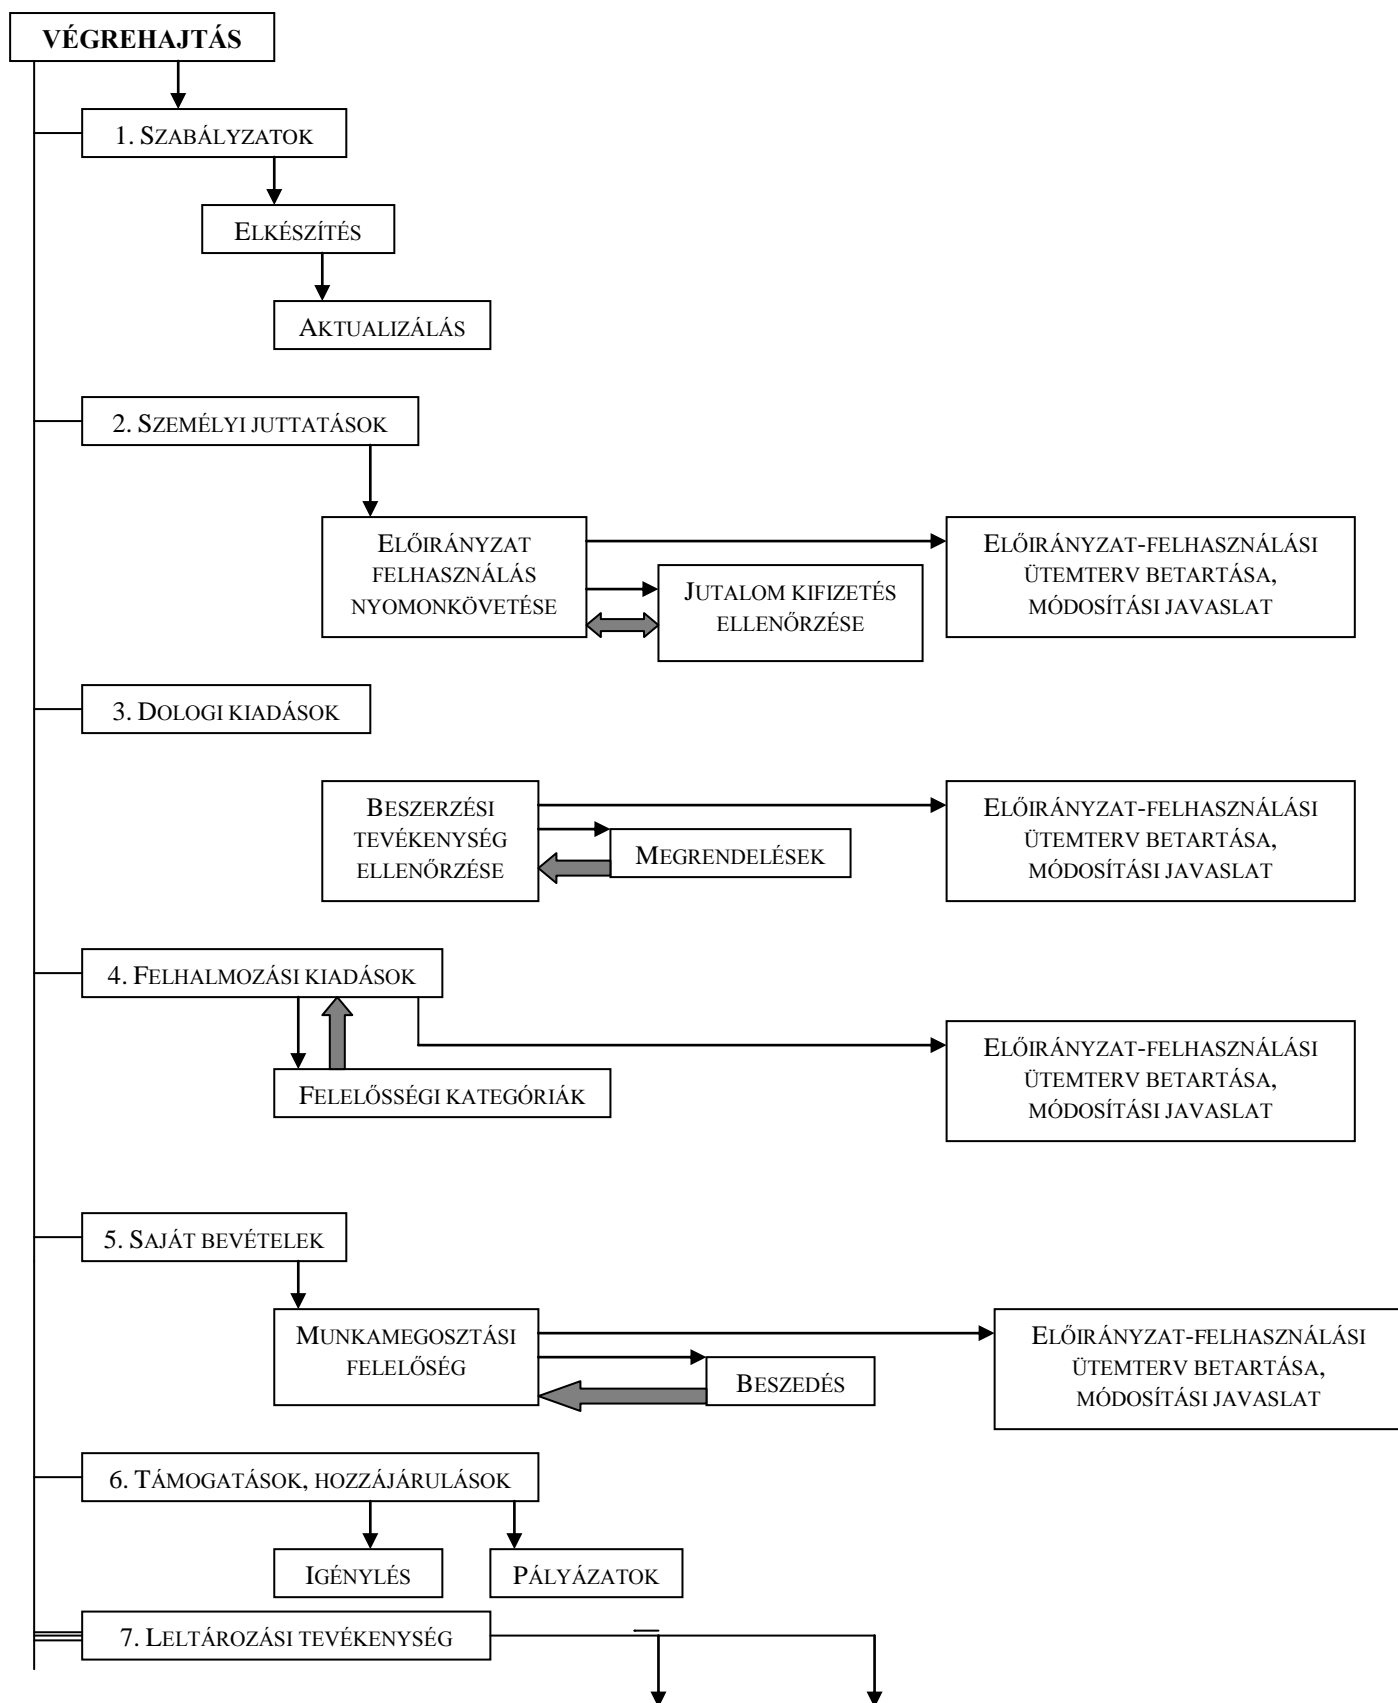 VÉGREHAJTÁS
1. SZABÁLYZATOK
ELKÉSZÍTÉS
AKTUALIZÁLÁS
2. SZEMÉLYI JUTTATÁSOK
ELŐIRÁNYZAT
FELHASZNÁLÁS
NYOMONKÖVETÉSE
JUTALOM KIFIZETÉS
ELLENŐRZÉSE
ELŐIRÁNYZAT-FELHASZNÁLÁSI
ÜTEMTERV BETARTÁSA,
MÓDOSÍTÁSI JAVASLAT
3. DOLOGI KIADÁSOK
BESZERZÉSI
TEVÉKENYSÉG
ELLENŐRZÉSE
MEGRENDELÉSEK
ELŐIRÁNYZAT-FELHASZNÁLÁSI
ÜTEMTERV BETARTÁSA,
MÓDOSÍTÁSI JAVASLAT
4. FELHALMOZÁSI KIADÁSOK
FELELŐSSÉGI KATEGÓRIÁK
ELŐIRÁNYZAT-FELHASZNÁLÁSI
ÜTEMTERV BETARTÁSA,
MÓDOSÍTÁSI JAVASLAT
5. SAJÁT BEVÉTELEK
MUNKAMEGOSZTÁSI
FELELŐSÉG
BESZEDÉS
ELŐIRÁNYZAT-FELHASZNÁLÁSI
ÜTEMTERV BETARTÁSA,
MÓDOSÍTÁSI JAVASLAT
6. TÁMOGATÁSOK, HOZZÁJÁRULÁSOK
IGÉNYLÉS
PÁLYÁZATOK
7. LELTÁROZÁSI TEVÉKENYSÉG